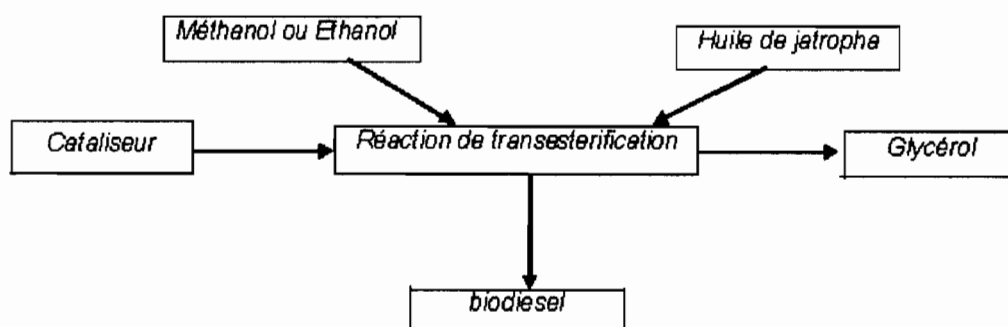 Méthanol ou Ethanol
Huile de jatropha
Cataliseur
Réaction de transesterification
Glycérol
biodiesel